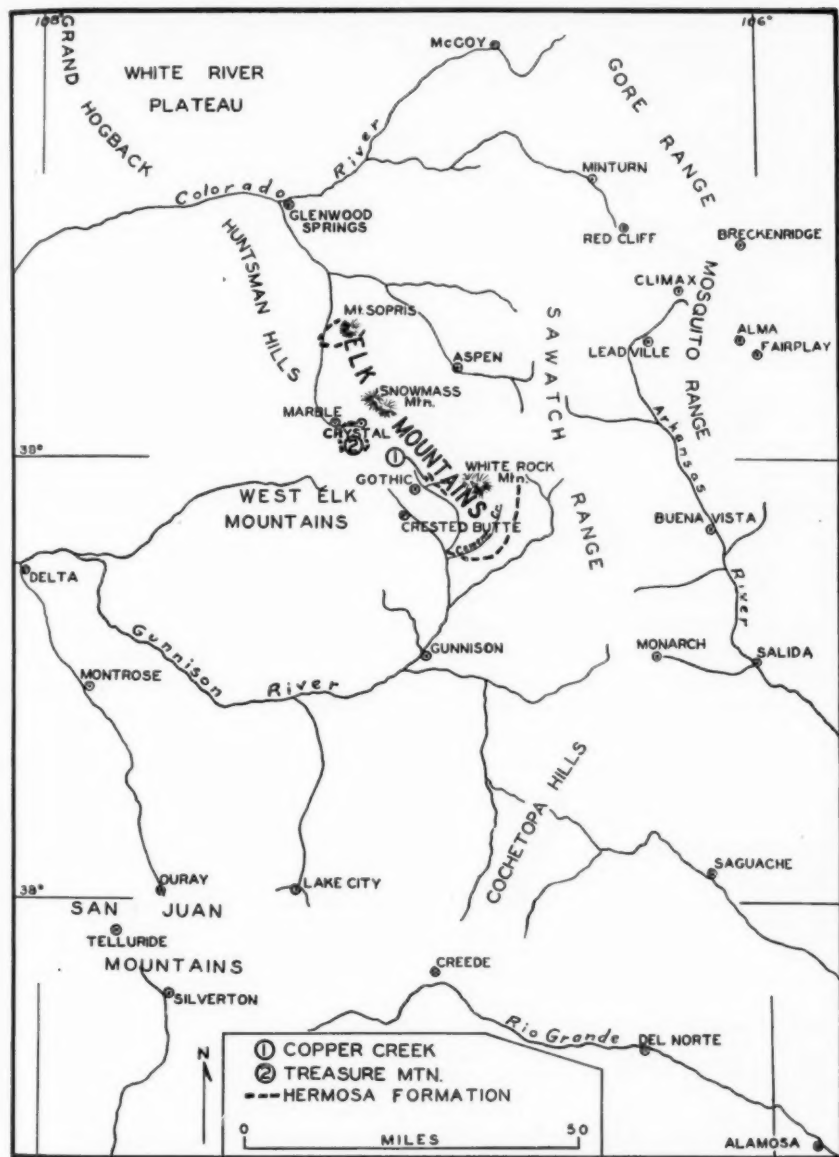 108°
106°
GRAND HOGBACK
WHITE RIVER
PLATEAU
McCOY
GORE RANGE
Colorado River
MINTURN
GLENWOOD
SPRINGS
RED CLIFF
BRECKENRIDGE
HUNTSMAN HILLS
CLIMAX
MOSQUITO RANGE
Mt. SOPRIS
SAWATCH RANGE
ALMA
LEADVILLE
FAIRPLAY
ELK MOUNTAINS
ASPEN
SNOWMASS
Mtn.
MARBLE
CRYSTAL
Arkansas River
39°
②
①
WHITE ROCK
Mtn.
GOTHIC
WEST ELK
MOUNTAINS
CRESTED BUTTE
Cement Cr.
BUENA VISTA
DELTA
Gunnison River
GUNNISON
MONARCH
SALIDA
MONTROSE
COCHETOPA HILLS
SAGUACHE
38°
OURAY
LAKE CITY
SAN JUAN
TELLURIDE
MOUNTAINS
CREEDE
SILVERTON
Rio Grande
DEL NORTE
N
① COPPER CREEK
② TREASURE MTN.
HERMOSA FORMATION
0 50
MILES
ALAMOSA